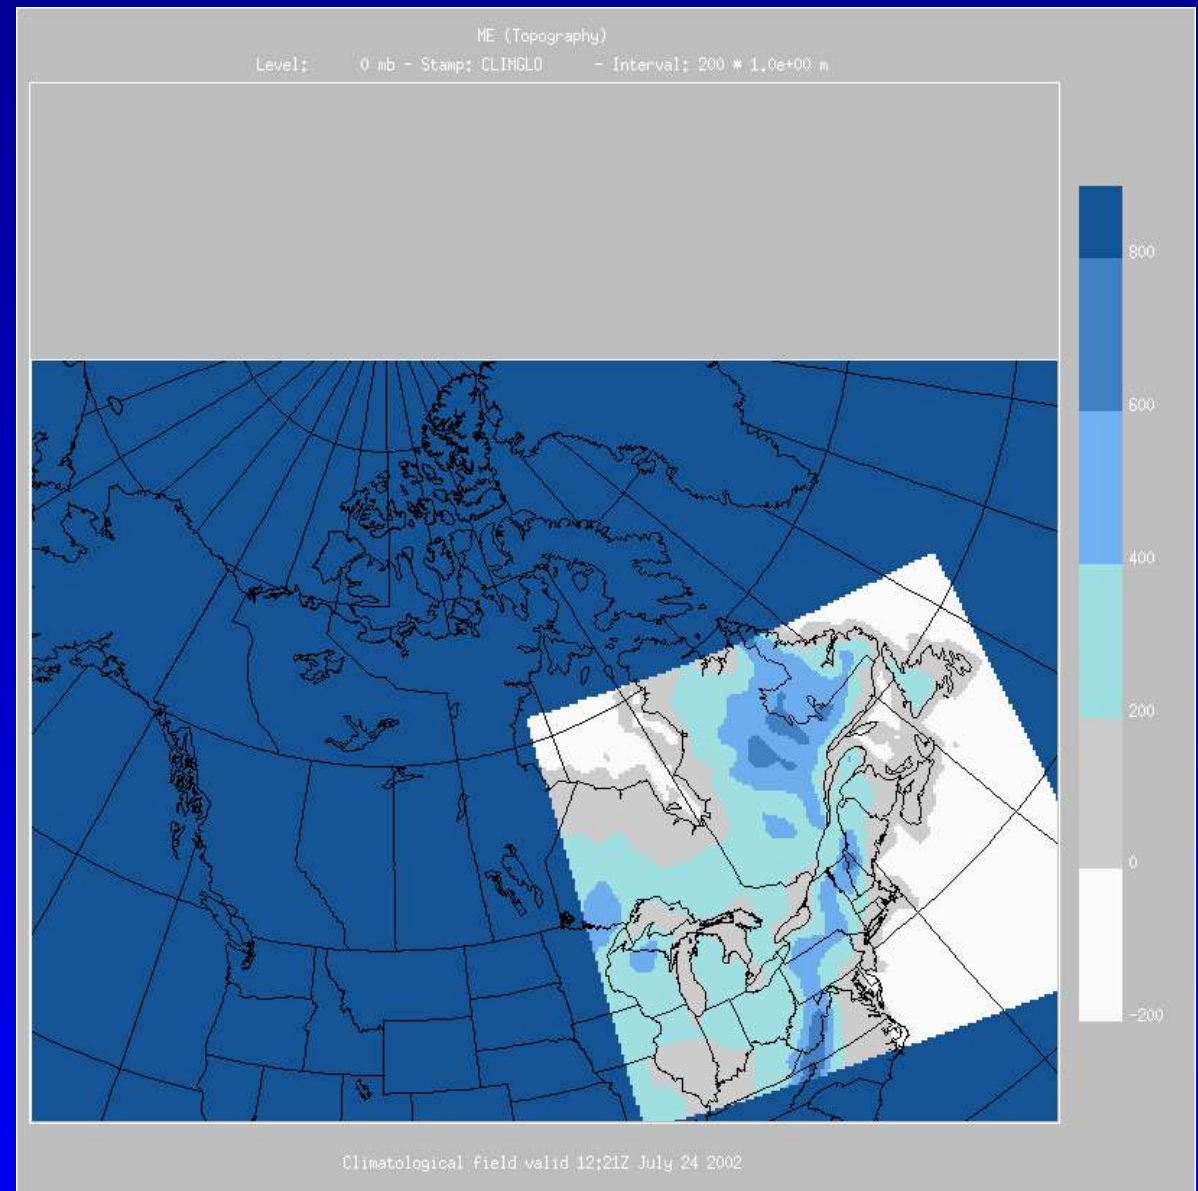 ME (Topography)
Level:      0 mb - Stamp: CLIMGLO      - Interval: 200 * 1.0e+00 m
800
600
400
200
0
-200
Climatological field valid 12:21Z July 24 2002